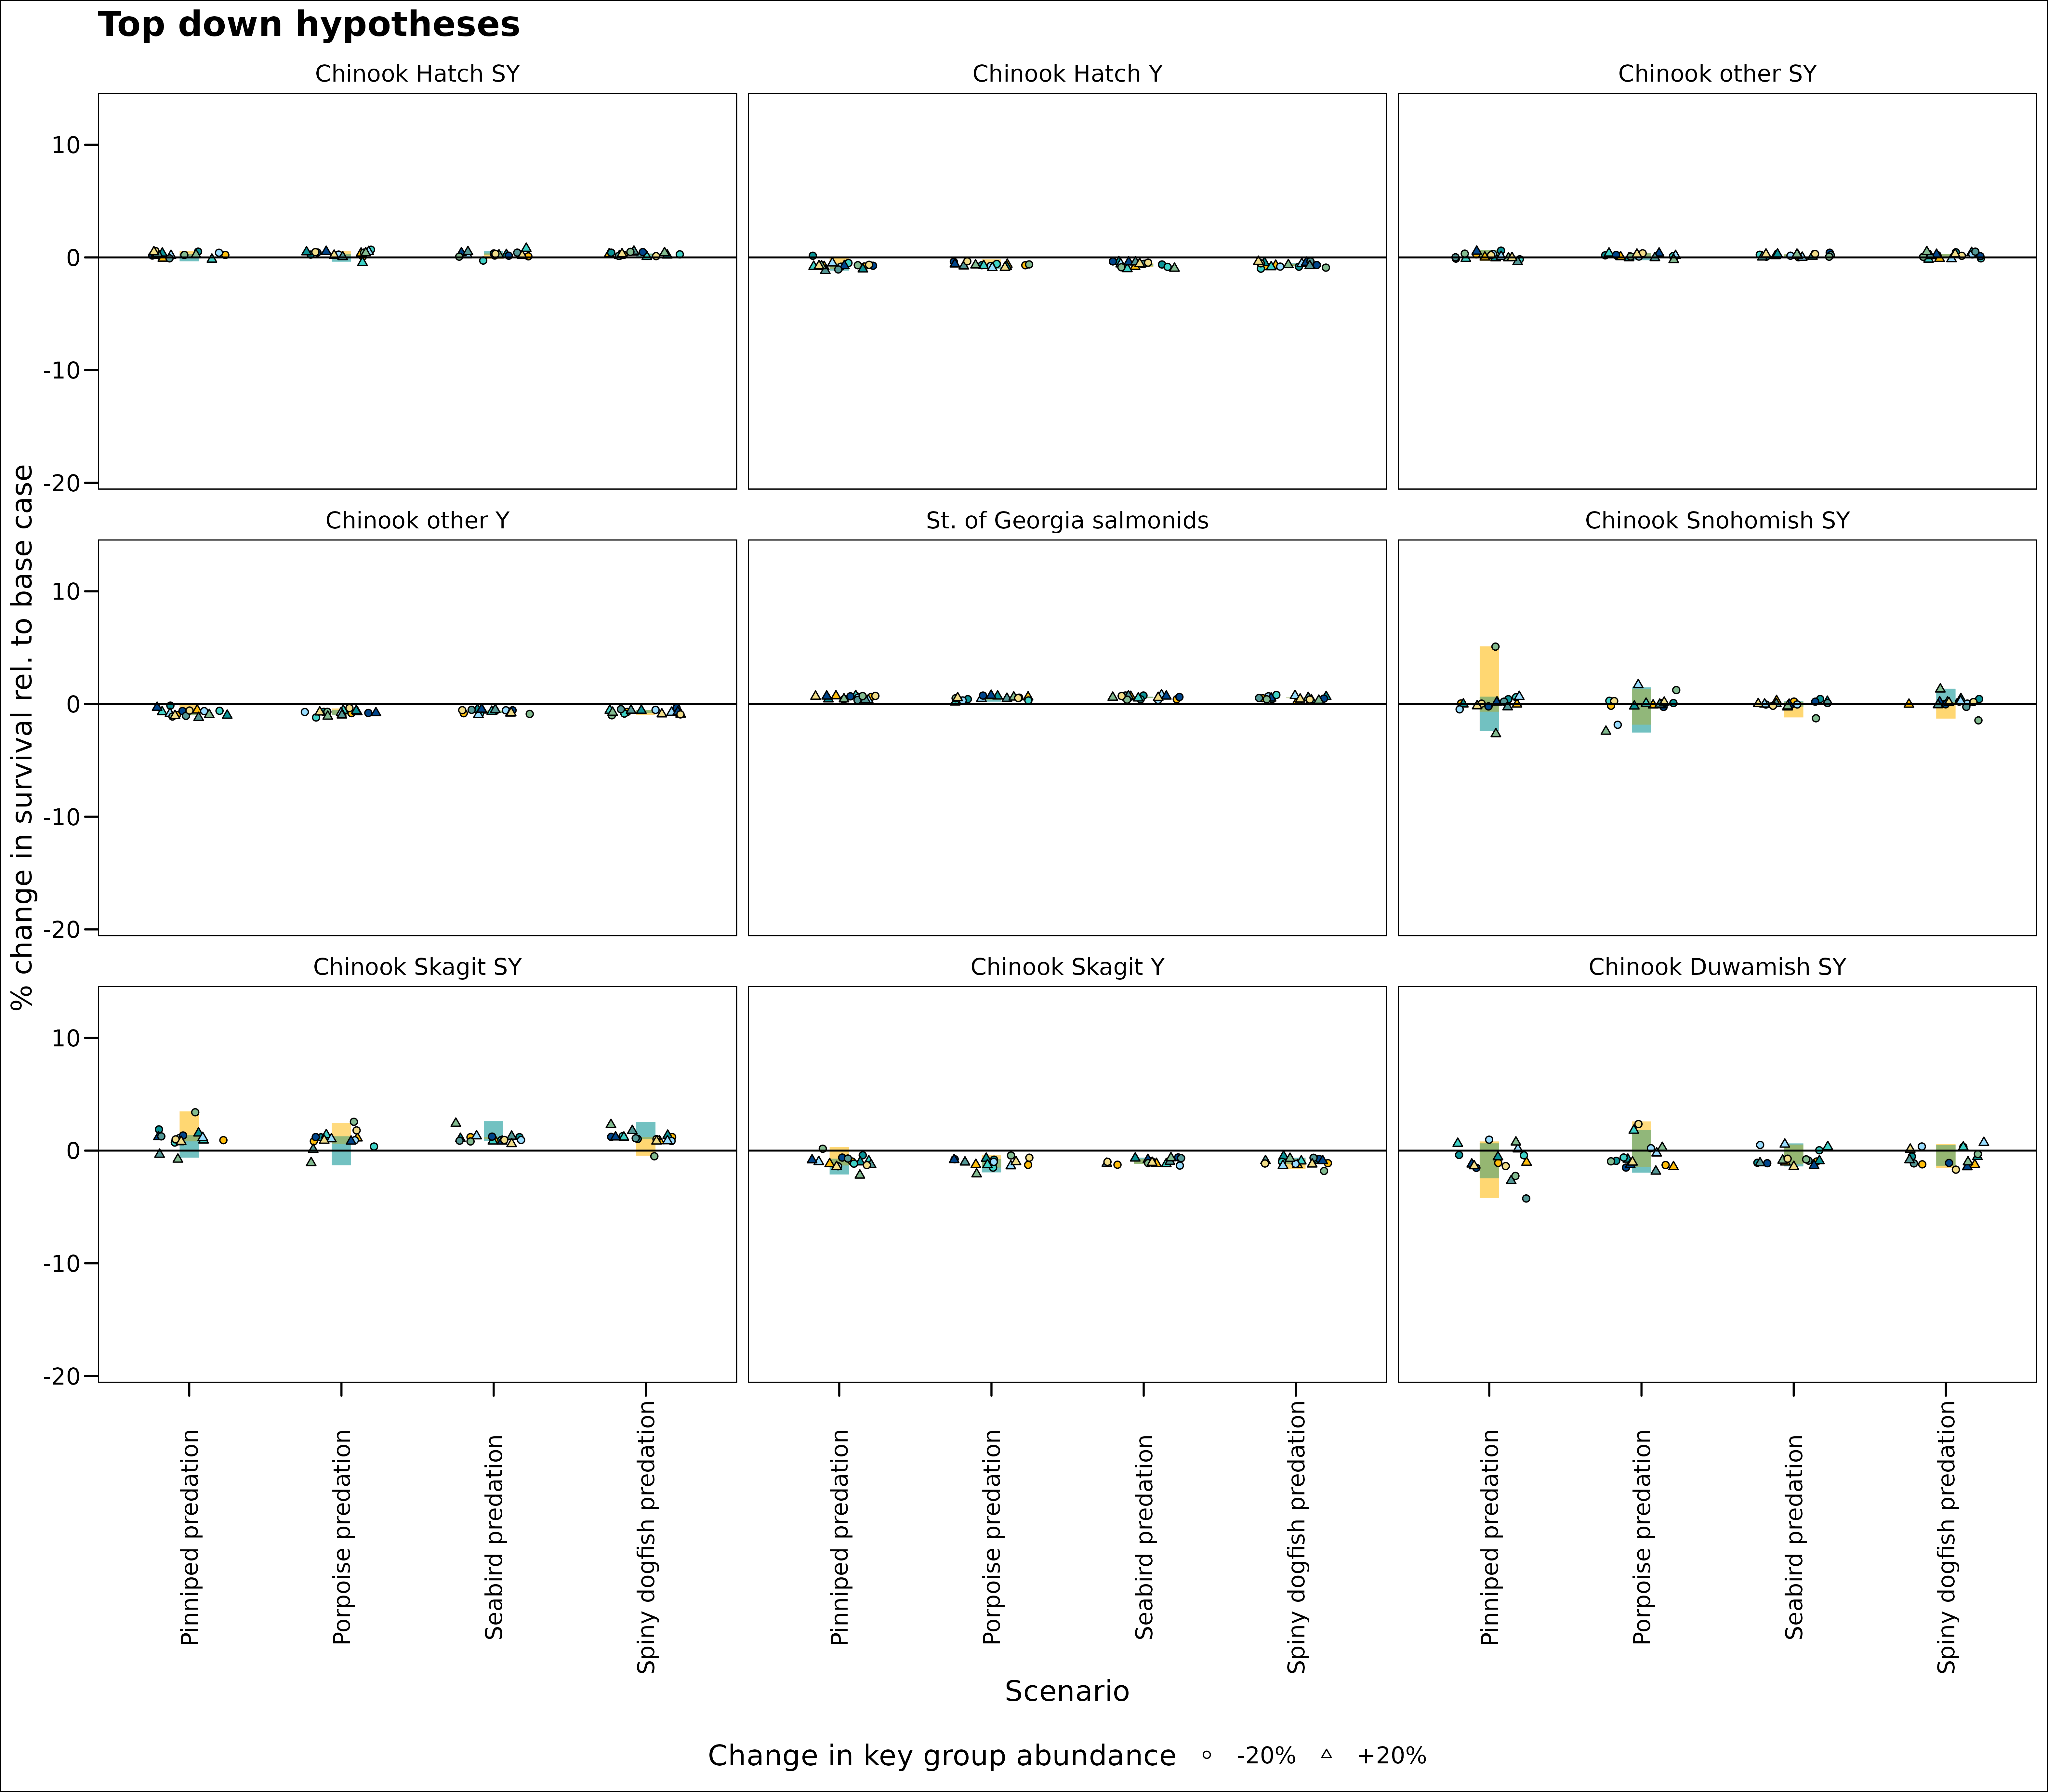 Top down hypotheses
Chinook Hatch SY
Chinook Hatch Y
Chinook other SY
10
0
-10
-20
Chinook other Y
St. of Georgia salmonids
Chinook Snohomish SY
10
0
-10
-20
% change in survival rel. to base case
Chinook Skagit SY
Chinook Skagit Y
Chinook Duwamish SY
10
0
-10
-20
Pinniped predation
Porpoise predation
Seabird predation
Spiny dogfish predation
Pinniped predation
Porpoise predation
Seabird predation
Spiny dogfish predation
Pinniped predation
Porpoise predation
Seabird predation
Spiny dogfish predation
Scenario
Change in key group abundance -20% +20%